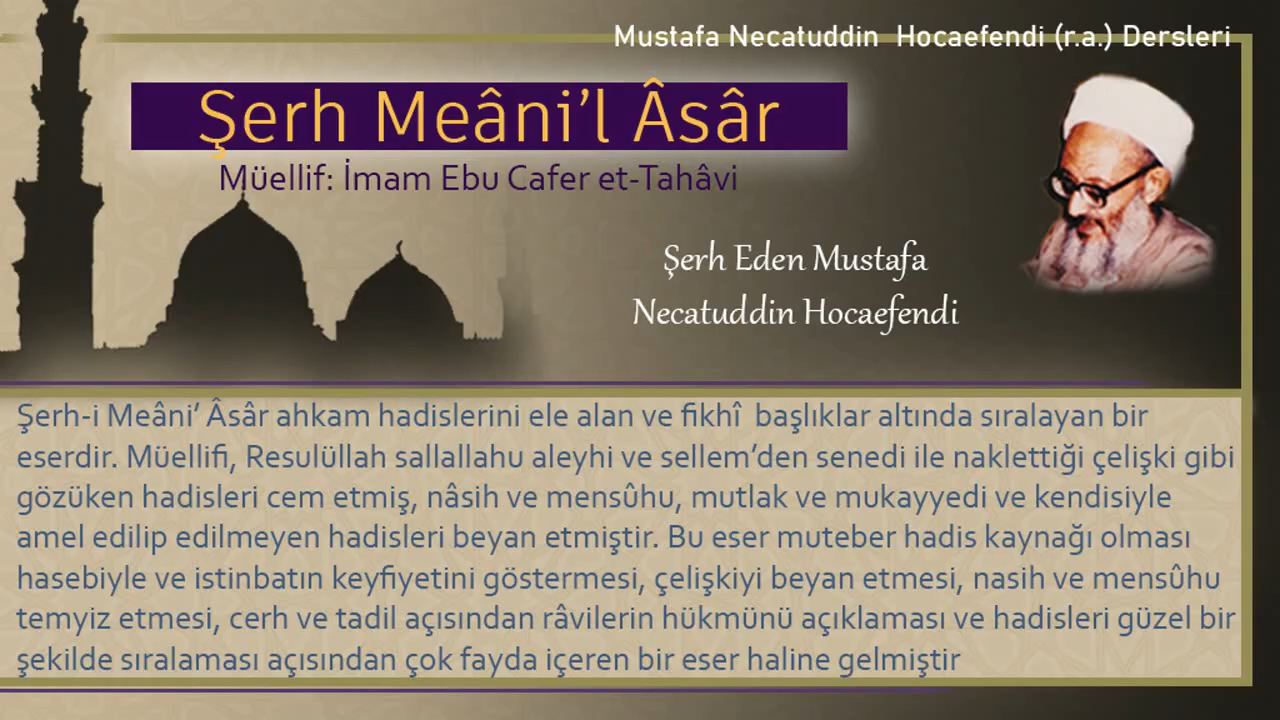 Mustafa Necatuddin Hocaefendi (r.a.) Dersleri
Şerh Meâni’l Âsâr
Müellif: İmam Ebu Cafer et-Tahâvi
Şerh Eden Mustafa
Necatuddin Hocaefendi
Şerh-i Meâni’ Âsâr ahkam hadislerini ele alan ve fikhî başlıklar altında sıralayan bir
eserdir. Müellifi, Resulüllah sallallahu aleyhi ve sellem’den senedi ile naklettiği çelişki gibi
gözüken hadisleri cem etmiş, nâsih ve mensûhu, mutlak ve mukayyedi ve kendisiyle
amel edilip edilmeyen hadisleri beyan etmiştir. Bu eser muteber hadis kaynağı olması
hasebiyle ve istinbatın keyfiyetini göstermesi, çelişkiyi beyan etmesi, nasih ve mensûhu
temyiz etmesi, cerh ve tadil açısından râvilerin hükmünü açıklaması ve hadisleri güzel bir
şekilde sıralaması açısından çok fayda içeren bir eser haline gelmiştir